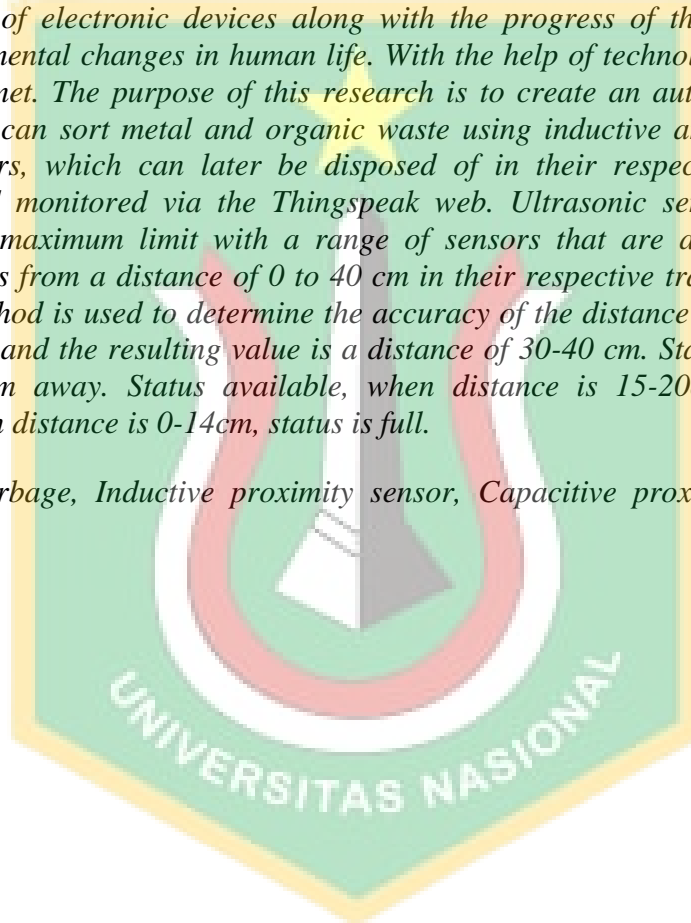 of electronic devices along with the progress of th
mental changes in human life. With the help of technol
net. The purpose of this research is to create an aut
can sort metal and organic waste using inductive a
rs, which can later be disposed of in their respec
monitored via the Thingspeak web. Ultrasonic se
maximum limit with a range of sensors that are a
s from a distance of 0 to 40 cm in their respective tra
hod is used to determine the accuracy of the distance
and the resulting value is a distance of 30-40 cm. Sta
m away. Status available, when distance is 15-20
n distance is 0-14cm, status is full.
rbage, Inductive proximity sensor, Capacitive prox
UNIVERSITAS NASIONAL